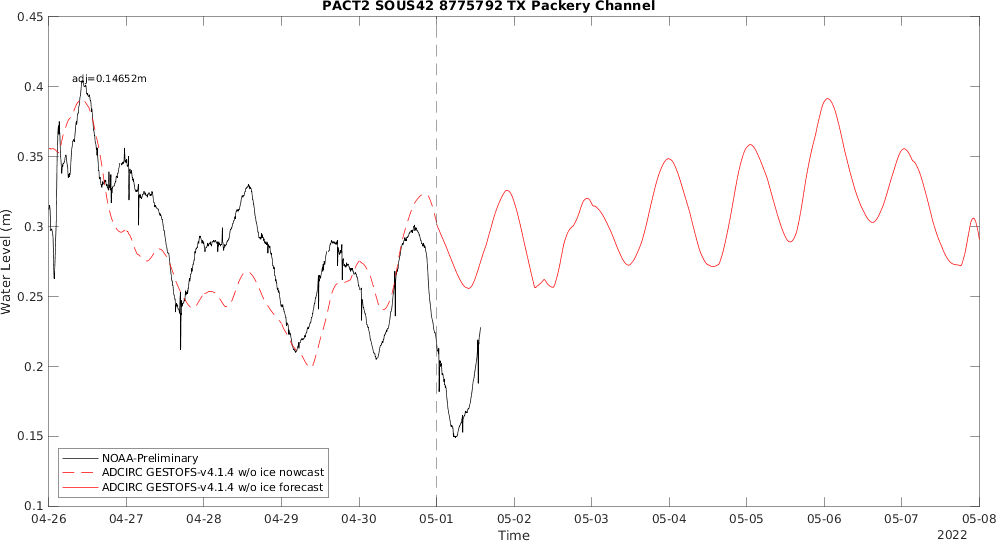 PACT2 SOUS42 8775792 TX Packery Channel
0.45
0.4
0.35
0.3
0.25
0.2
0.15
0.1
Water Level (m)
adj=0.14652m
NOAA-Preliminary
ADCIRC GESTOFS-v4.1.4 w/o ice nowcast
ADCIRC GESTOFS-v4.1.4 w/o ice forecast
04-26 04-27 04-28 04-29 04-30 05-01 05-02 05-03 05-04 05-05 05-06 05-07 05-08
Time
2022